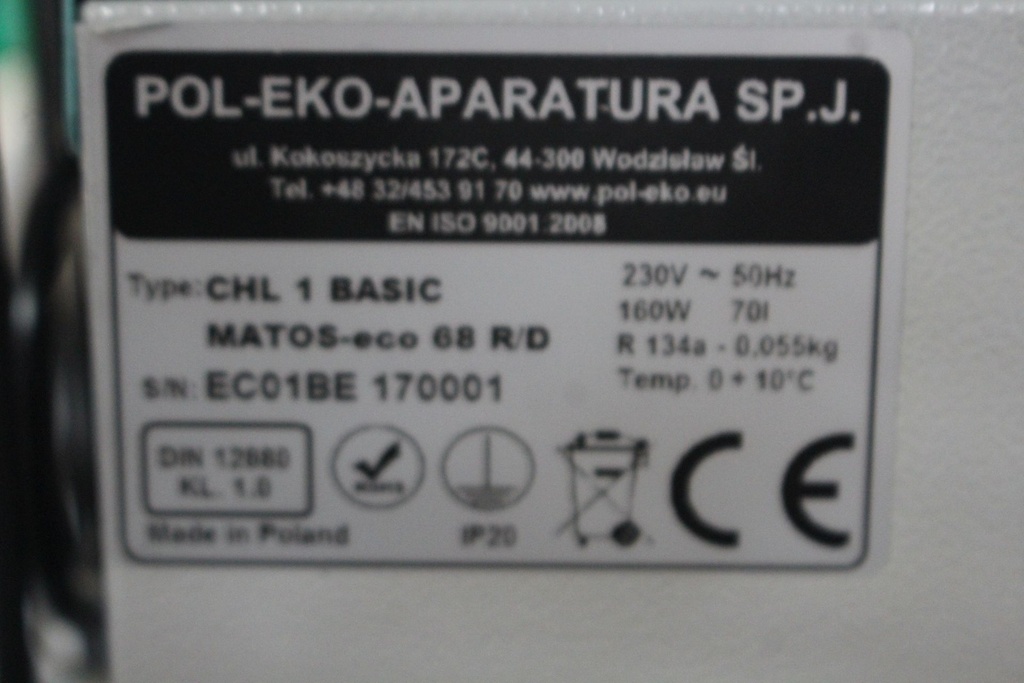 POL-EKO-APARATURA SP.J.
ul. Kokoszycka 172C, 44-300 Wodzisław Śl.
Tel. +48 32/453 91 70 www.pol-eko.eu
EN ISO 9001:2008
Type: CHL 1 BASIC
MATOS-eco 68 R/D
S/N: EC01BE 170001
230V ~ 50Hz
160W 70l
R 134a - 0,055kg
Temp. 0 + 10°C
DIN 12880
KL. 1.0
RoHS
IP20
CE
Made in Poland